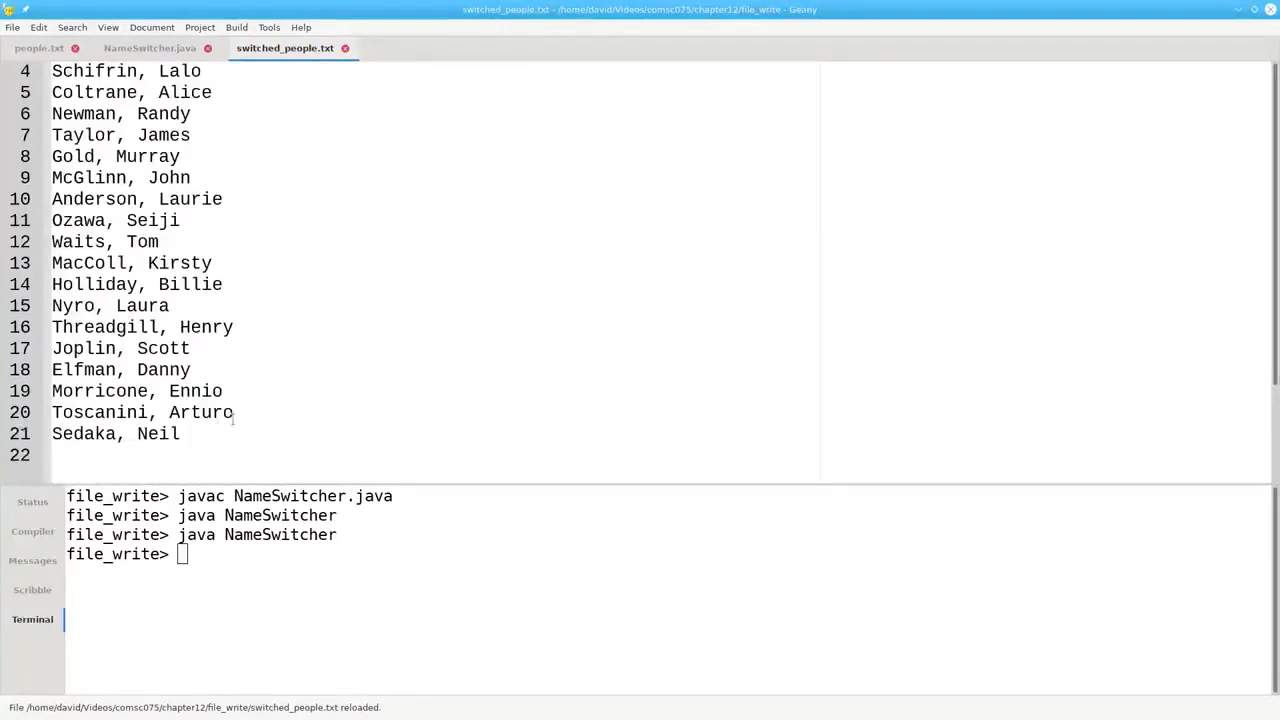 switched_people.txt - /home/david/Videos/comsc075/chapter12/file_write - Geany
File Edit Search View Document Project Build Tools Help
people.txt NameSwitcher.java switched_people.txt
4 Schifrin, Lalo
5 Coltrane, Alice
6 Newman, Randy
7 Taylor, James
8 Gold, Murray
9 McGlinn, John
10 Anderson, Laurie
11 Ozawa, Seiji
12 Waits, Tom
13 MacColl, Kirsty
14 Holliday, Billie
15 Nyro, Laura
16 Threadgill, Henry
17 Joplin, Scott
18 Elfman, Danny
19 Morricone, Ennio
20 Toscanini, Arturo
21 Sedaka, Neil
22
Status
Compiler
Messages
Scribble
Terminal
file_write> javac NameSwitcher.java
file_write> java NameSwitcher
file_write> java NameSwitcher
file_write>
File /home/david/Videos/comsc075/chapter12/file_write/switched_people.txt reloaded.